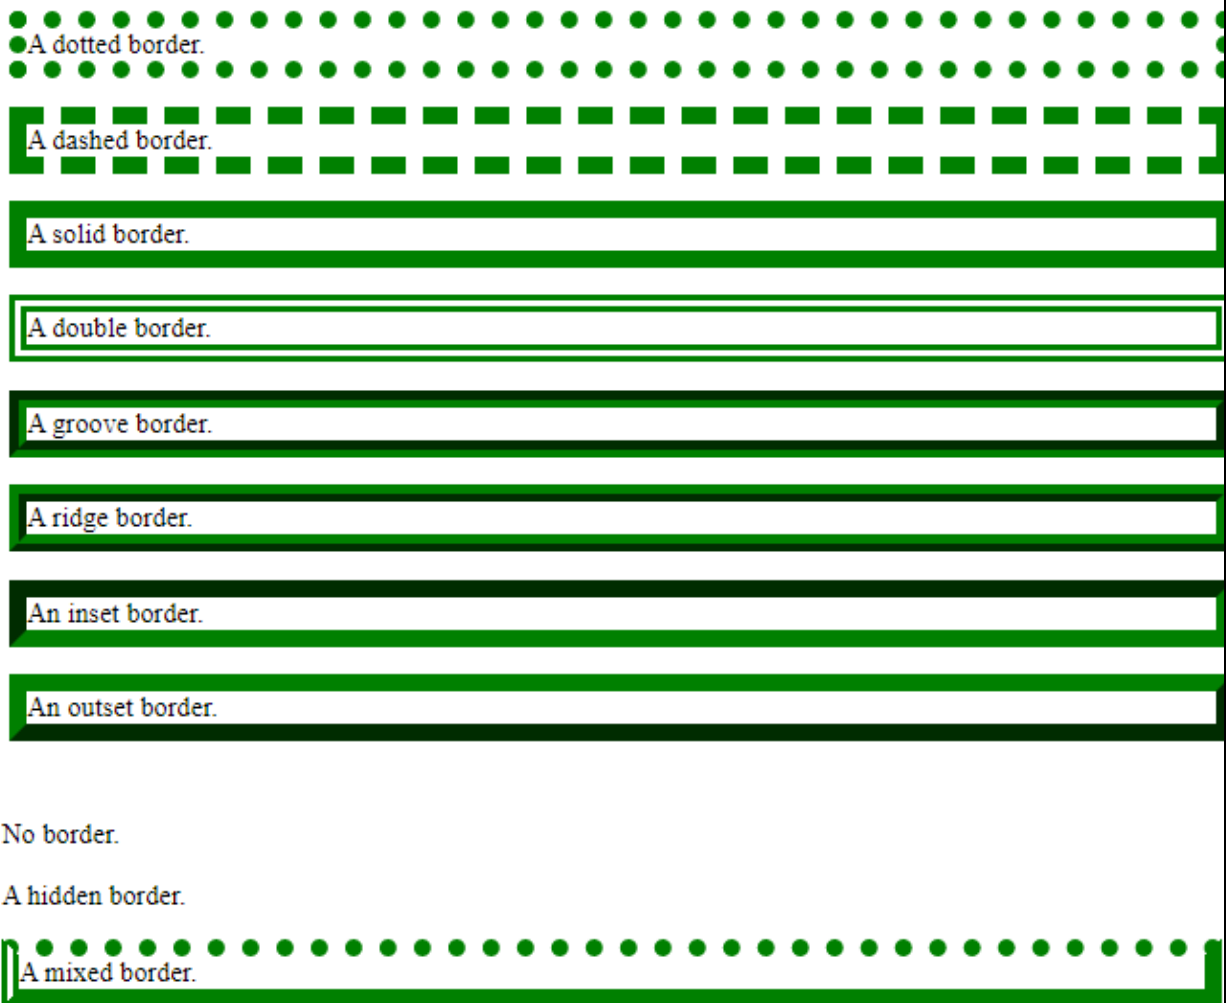 A dotted border.
A dashed border.
A solid border.
A double border.
A groove border.
A ridge border.
An inset border.
An outset border.
No border.
A hidden border.
A mixed border.